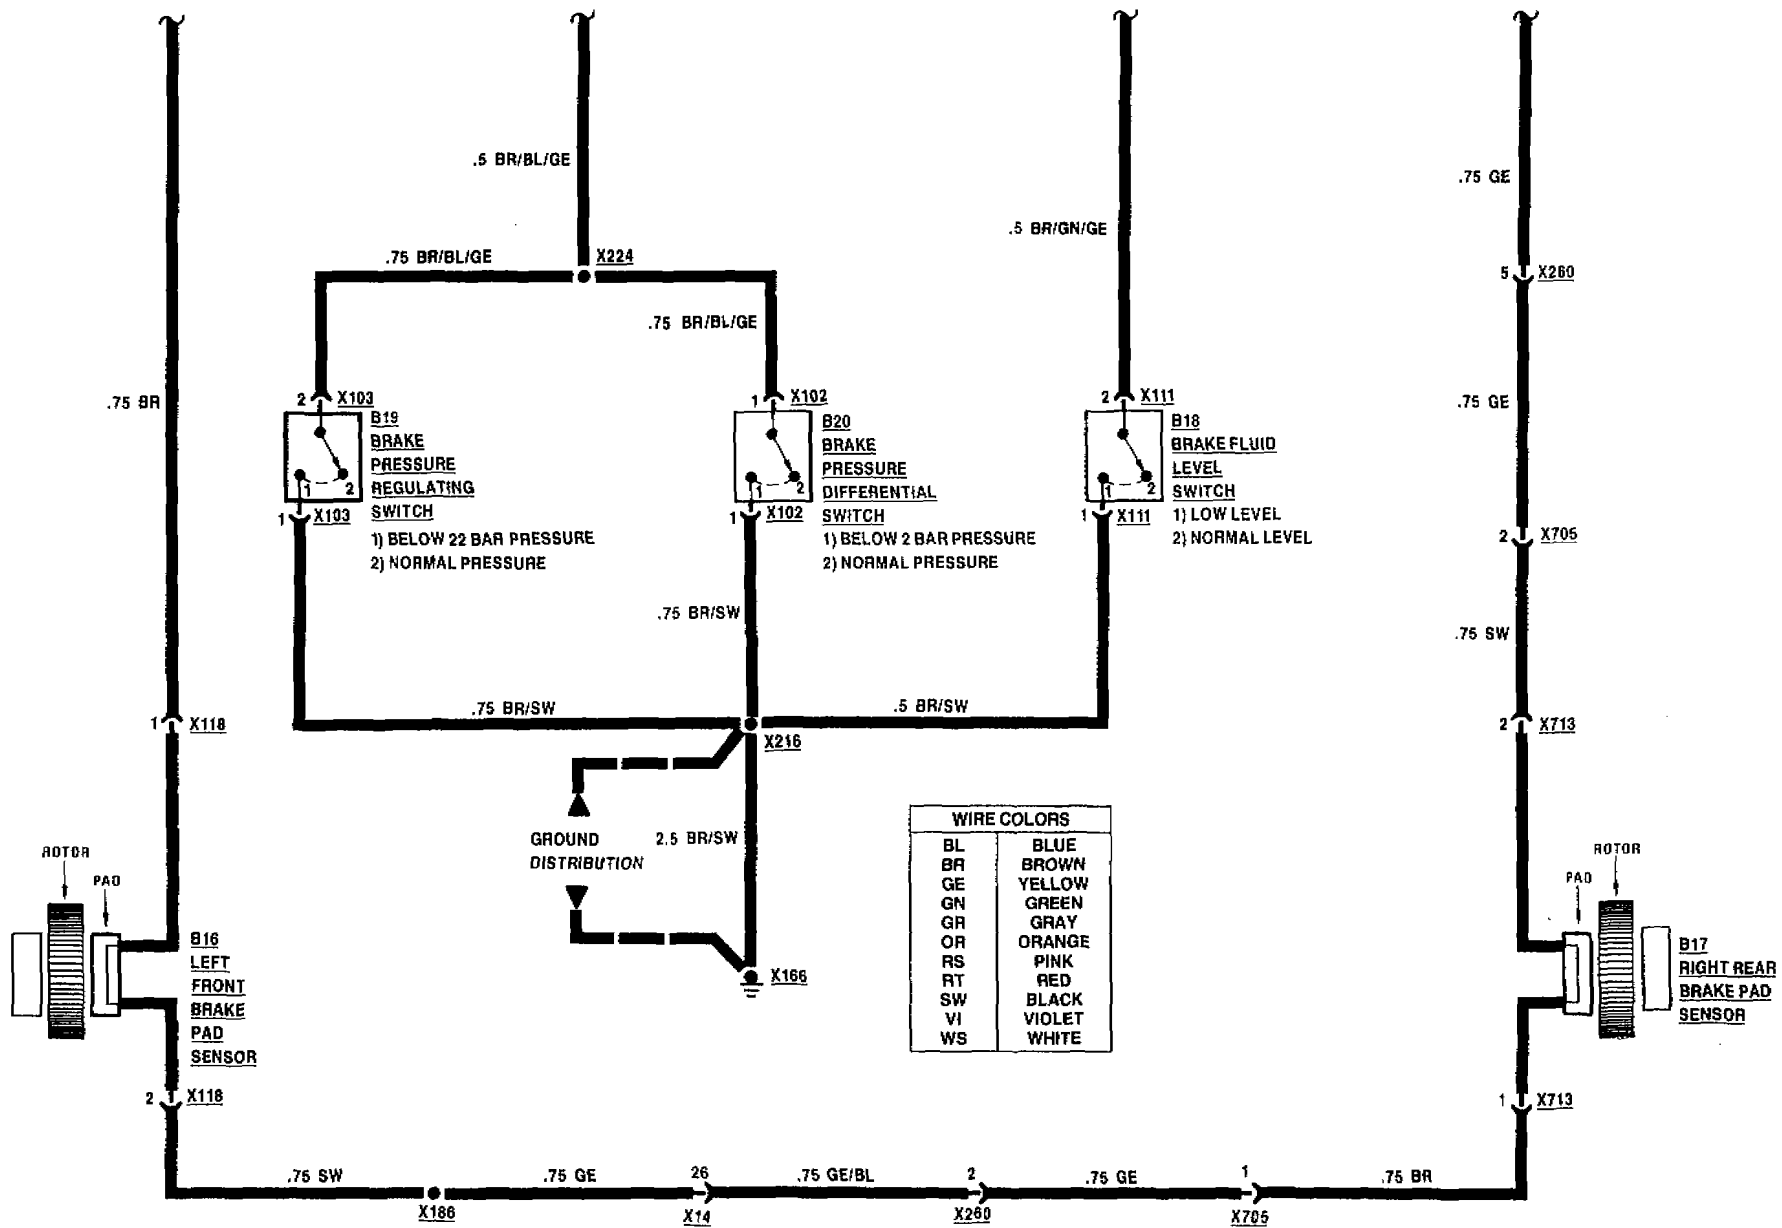 .5 BR/BL/GE
.75 GE
.5 BR/GN/GE
.75 BR/BL/GE
X224
5 X260
.75 BR/BL/GE
.75 BR
2 X103
1 X102
2 X111
.75 GE
B19
BRAKE
PRESSURE
REGULATING
SWITCH
1) BELOW 22 BAR PRESSURE
2) NORMAL PRESSURE
1 2
1 X103
B20
BRAKE
PRESSURE
DIFFERENTIAL
SWITCH
1) BELOW 2 BAR PRESSURE
2) NORMAL PRESSURE
1 2
1 X102
B18
BRAKE FLUID
LEVEL
SWITCH
1) LOW LEVEL
2) NORMAL LEVEL
1 2
1 X111
2 X705
.75 BR/SW
.75 SW
.75 BR/SW
.5 BR/SW
1 X118
X216
2 X713
GROUND
DISTRIBUTION
2.5 BR/SW
WIRE COLORS
BL BLUE
BR BROWN
GE YELLOW
GN GREEN
GR GRAY
OR ORANGE
RS PINK
RT RED
SW BLACK
VI VIOLET
WS WHITE
ROTOR
PAD
B16
LEFT
FRONT
BRAKE
PAD
SENSOR
X166
ROTOR
PAD
B17
RIGHT REAR
BRAKE PAD
SENSOR
2 X118
1 X713
.75 SW
X186
.75 GE
26
X14
.75 GE/BL
2
X260
.75 GE
1
X705
.75 BR